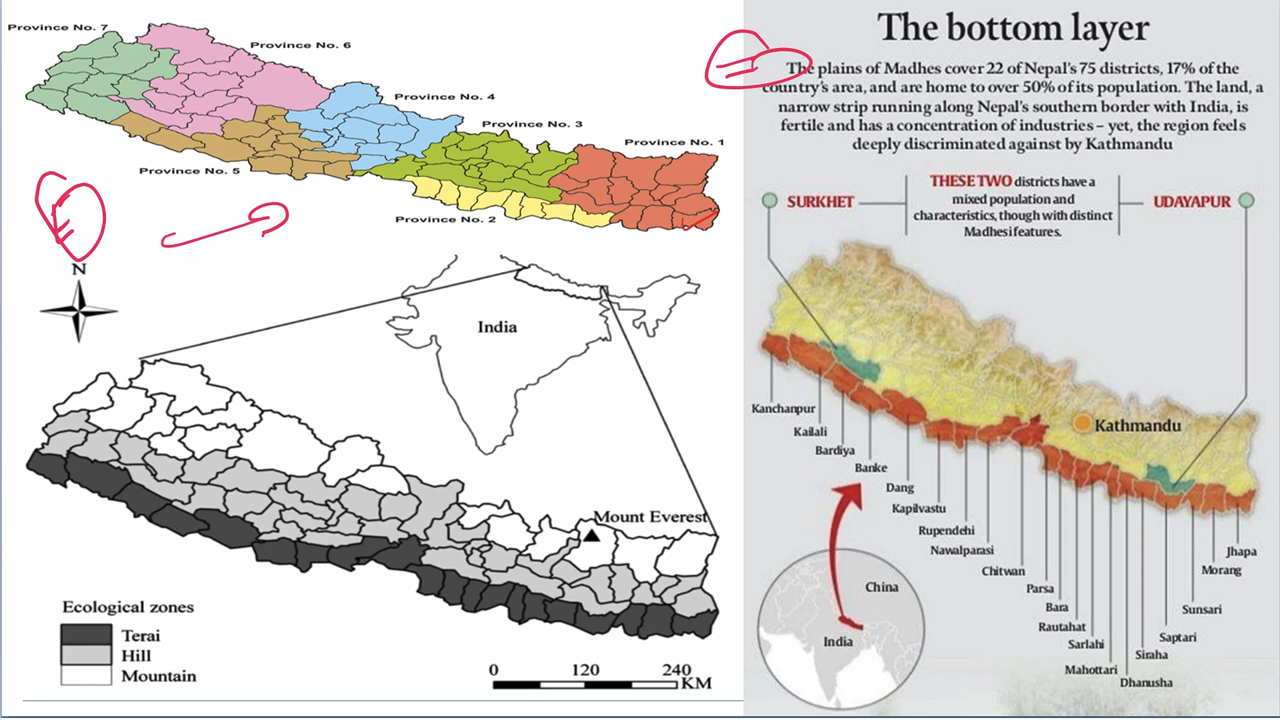 Province No. 7
Province No. 6
Province No. 4
Province No. 3
Province No. 1
Province No. 5
Province No. 2
N
India
Mount Everest
Ecological zones
Terai
Hill
Mountain
0 120 240
KM
The bottom layer
The plains of Madhes cover 22 of Nepal's 75 districts, 17% of the
country's area, and are home to over 50% of its population. The land, a
narrow strip running along Nepal's southern border with India, is
fertile and has a concentration of industries – yet, the region feels
deeply discriminated against by Kathmandu
SURKHET
THESE TWO districts have a
mixed population and
characteristics, though with distinct
Madhesi features.
UDAYAPUR
Kathmandu
Kanchanpur
Kailali
Bardiya
Banke
Dang
Kapilvastu
Rupendehi
Nawalparasi
Chitwan
Parsa
Bara
Rautahat
Sarlahi
Mahottari
Dhanusha
Siraha
Saptari
Sunsari
Morang
Jhapa
China
India